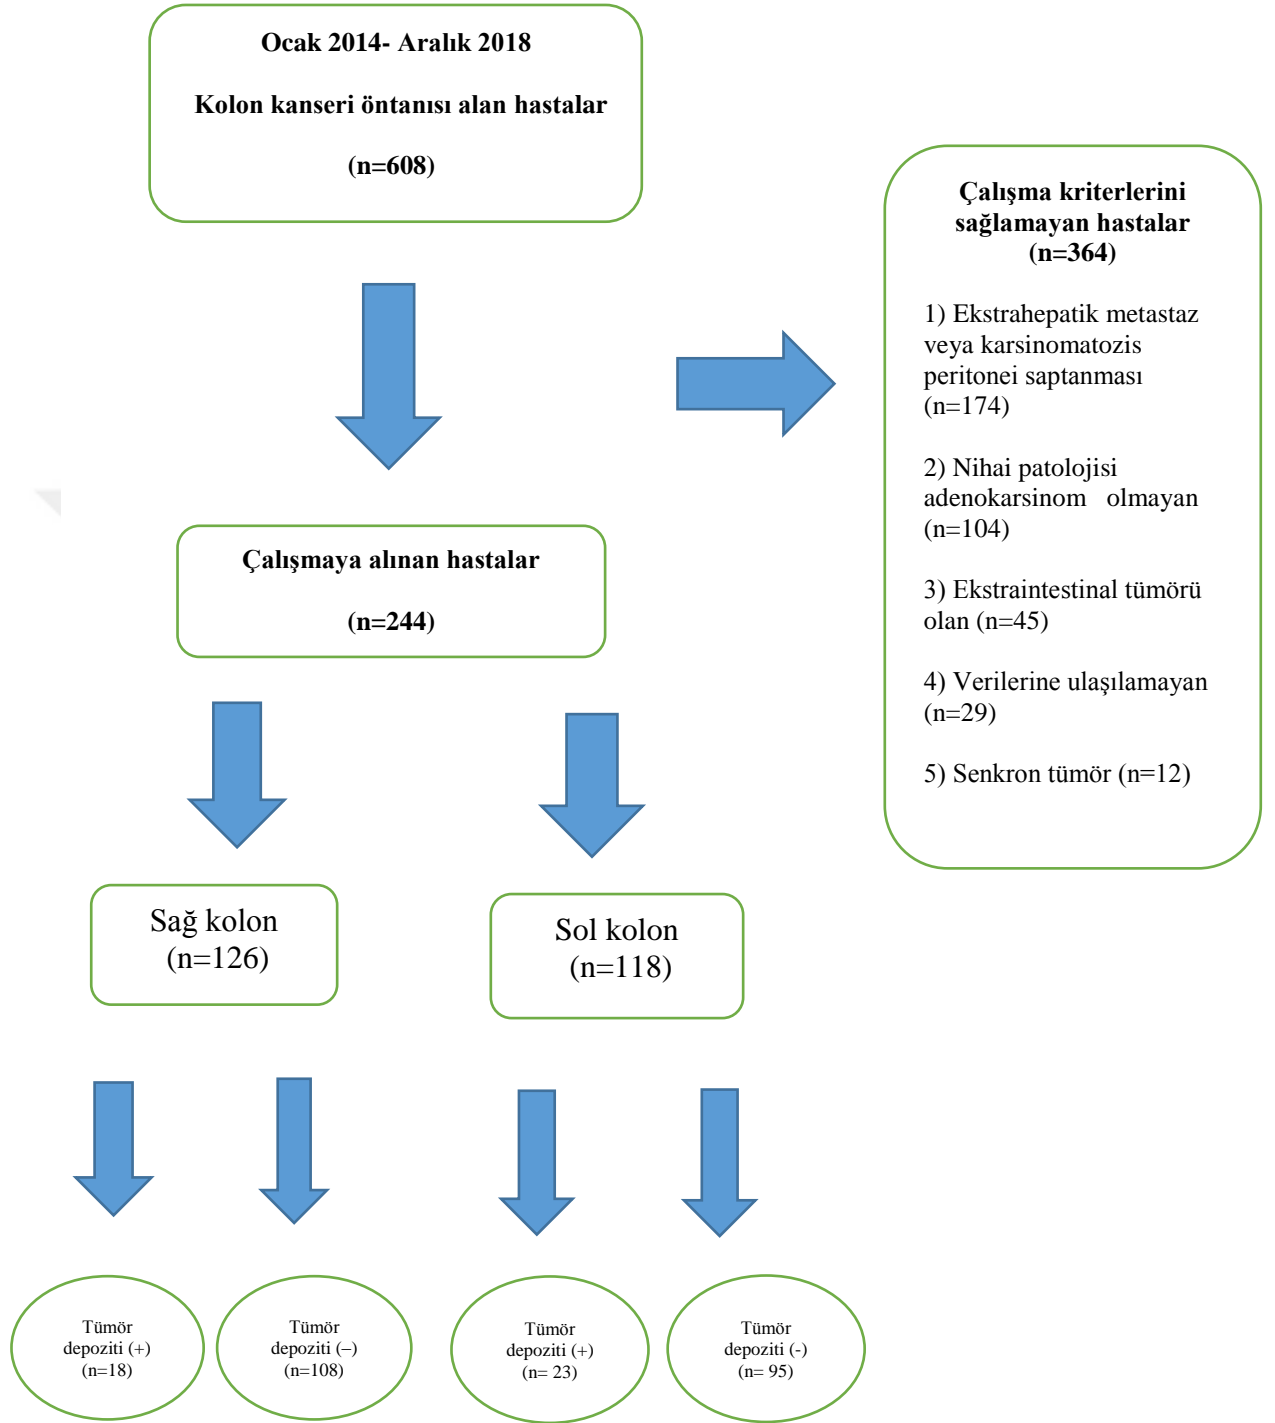 Ocak 2014- Aralık 2018
Kolon kanseri öntanısı alan hastalar
(n=608)
Çalışma kriterlerini
sağlamayan hastalar
(n=364)
1) Ekstrahepatik metastaz
veya karsinomatozis
peritonei saptanması
(n=174)
2) Nihai patolojisi
adenokarsinom olmayan
(n=104)
3) Ekstraintestinal tümörü
olan (n=45)
4) Verilerine ulaşılamayan
(n=29)
5) Senkron tümör (n=12)
Çalışmaya alınan hastalar
(n=244)
Sağ kolon
(n=126)
Sol kolon
(n=118)
Tümör
depoziti (+)
(n=18)
Tümör
depoziti (–)
(n=108)
Tümör
depoziti (+)
(n= 23)
Tümör
depoziti (-)
(n= 95)